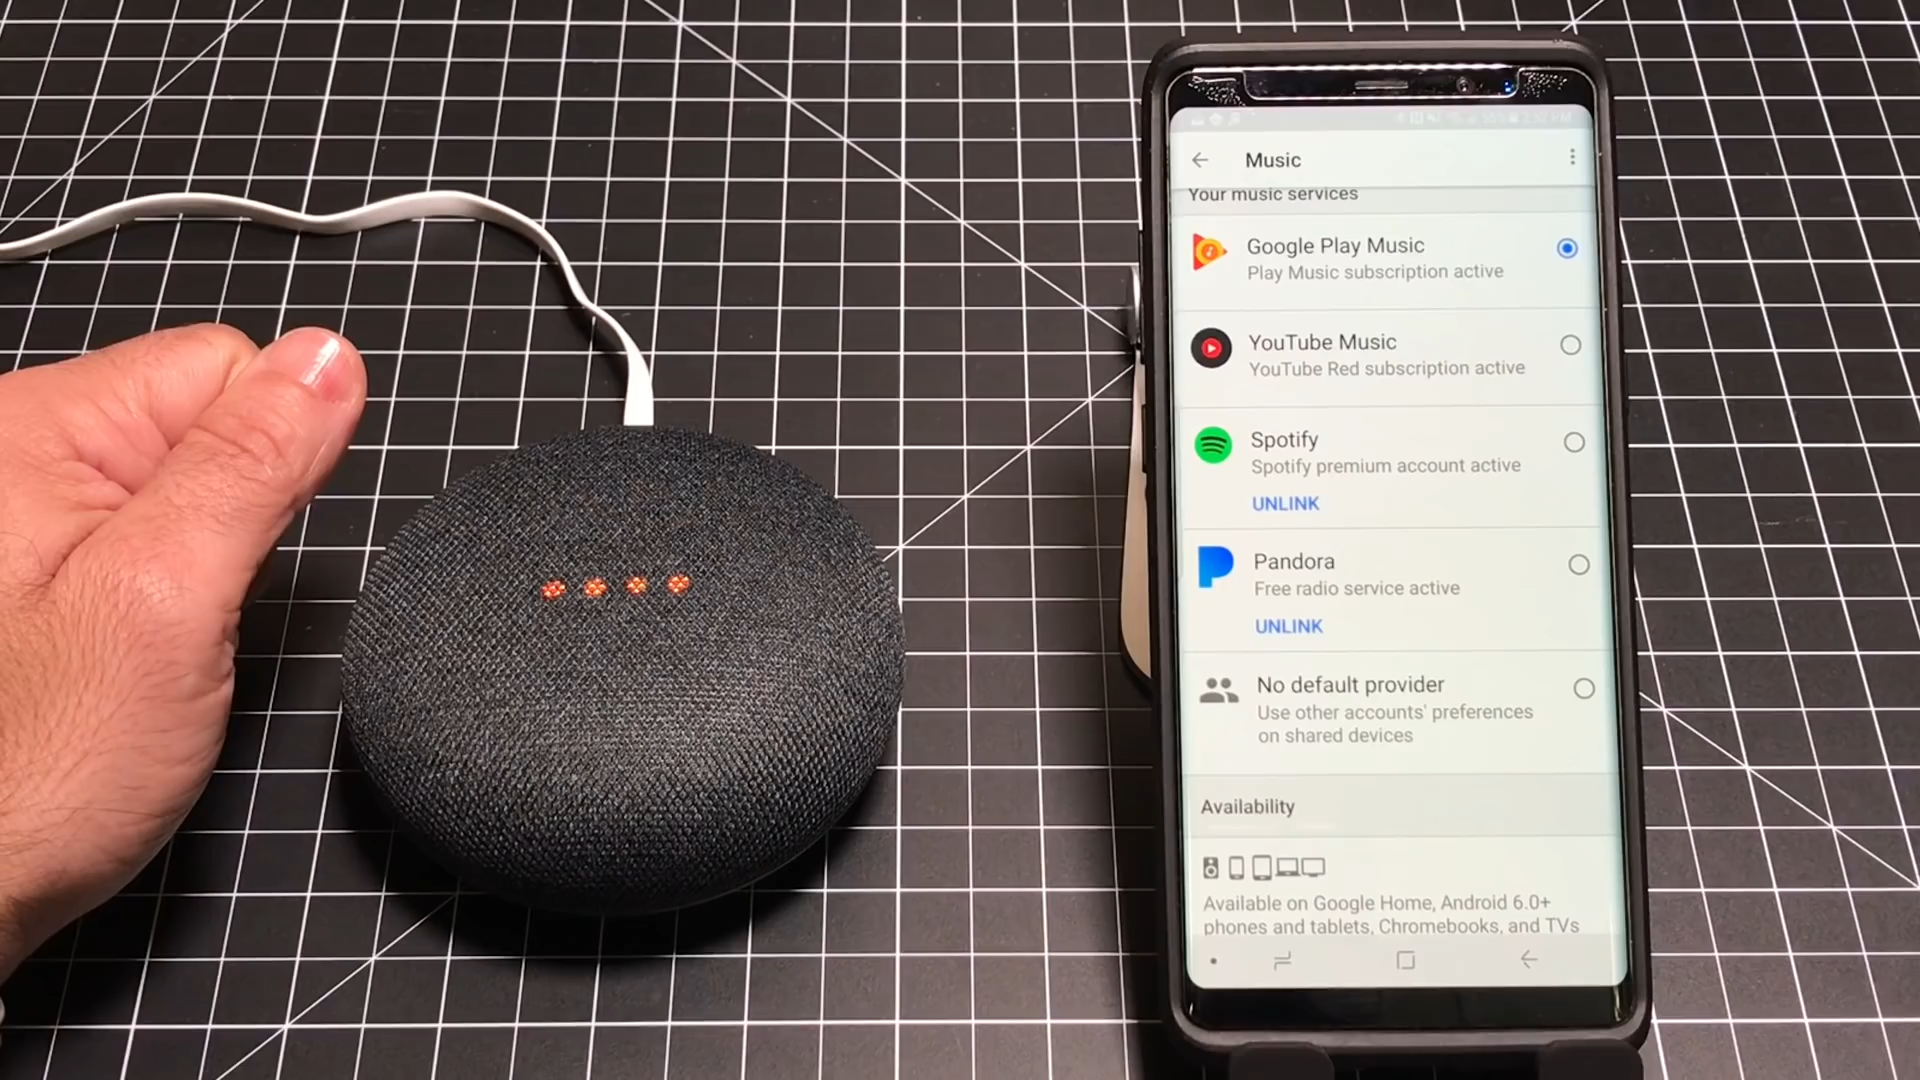 Music
Your music services
Google Play Music
Play Music subscription active
YouTube Music
YouTube Red subscription active
Spotify
Spotify premium account active
UNLINK
Pandora
Free radio service active
UNLINK
No default provider
Use other accounts' preferences
on shared devices
Availability
Available on Google Home, Android 6.0+
phones and tablets, Chromebooks, and TVs